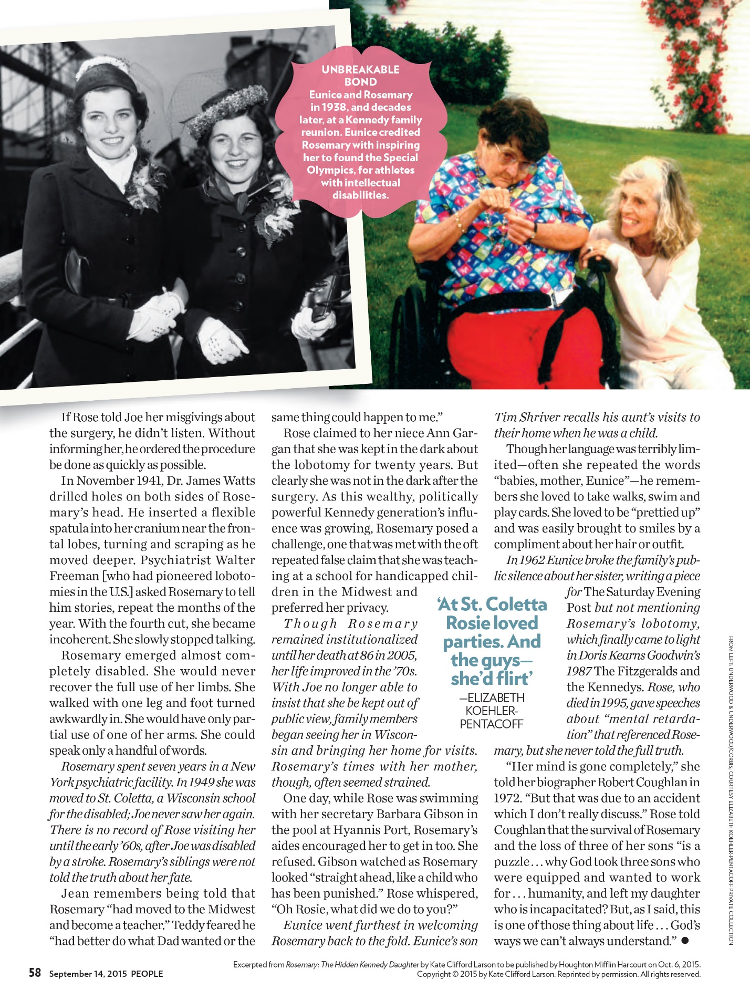 UNBREAKABLE
BOND
Eunice and Rosemary
in 1938, and decades
later, at a Kennedy family
reunion. Eunice credited
Rosemary with inspiring
her to found the Special
Olympics, for athletes
with intellectual
disabilities.
If Rose told Joe her misgivings about
the surgery, he didn’t listen. Without
informing her, he ordered the procedure
be done as quickly as possible.
In November 1941, Dr. James Watts
drilled holes on both sides of Rose-
mary’s head. He inserted a flexible
spatula into her cranium near the fron-
tal lobes, turning and scraping as he
moved deeper. Psychiatrist Walter
Freeman [who had pioneered loboto-
mies in the U.S.] asked Rosemary to tell
him stories, repeat the months of the
year. With the fourth cut, she became
incoherent. She slowly stopped talking.
Rosemary emerged almost com-
pletely disabled. She would never
recover the full use of her limbs. She
walked with one leg and foot turned
awkwardly in. She would have only par-
tial use of one of her arms. She could
speak only a handful of words.
Rosemary spent seven years in a New
York psychiatric facility. In 1949 she was
moved to St. Coletta, a Wisconsin school
for the disabled; Joe never saw her again.
There is no record of Rose visiting her
until the early ’60s, after Joe was disabled
by a stroke. Rosemary’s siblings were not
told the truth about her fate.
Jean remembers being told that
Rosemary “had moved to the Midwest
and become a teacher.” Teddy feared he
“had better do what Dad wanted or the
same thing could happen to me.”
Rose claimed to her niece Ann Gar-
gan that she was kept in the dark about
the lobotomy for twenty years. But
clearly she was not in the dark after the
surgery. As this wealthy, politically
powerful Kennedy generation’s influ-
ence was growing, Rosemary posed a
challenge, one that was met with the oft
repeated false claim that she was teach-
ing at a school for handicapped chil-
dren in the Midwest and
preferred her privacy.
Though Rosemary
remained institutionalized
until her death at 86 in 2005,
her life improved in the ’70s.
With Joe no longer able to
insist that she be kept out of
public view, family members
began seeing her in Wiscon-
sin and bringing her home for visits.
Rosemary’s times with her mother,
though, often seemed strained.
One day, while Rose was swimming
with her secretary Barbara Gibson in
the pool at Hyannis Port, Rosemary’s
aides encouraged her to get in too. She
refused. Gibson watched as Rosemary
looked “straight ahead, like a child who
has been punished.” Rose whispered,
“Oh Rosie, what did we do to you?”
Eunice went furthest in welcoming
Rosemary back to the fold. Eunice’s son
‘At St. Coletta
Rosie loved
parties. And
the guys—
she’d flirt’
—ELIZABETH
KOEHLER-
PENTACOFF
Tim Shriver recalls his aunt’s visits to
their home when he was a child.
Though her language was terribly lim-
ited—often she repeated the words
“babies, mother, Eunice”—he remem-
bers she loved to take walks, swim and
play cards. She loved to be “prettied up”
and was easily brought to smiles by a
compliment about her hair or outfit.
In 1962 Eunice broke the family’s pub-
lic silence about her sister, writing a piece
for The Saturday Evening
Post but not mentioning
Rosemary’s lobotomy,
which finally came to light
in Doris Kearns Goodwin’s
1987 The Fitzgeralds and
the Kennedys. Rose, who
died in 1995, gave speeches
about “mental retarda-
tion” that referenced Rose-
mary, but she never told the full truth.
“Her mind is gone completely,” she
told her biographer Robert Coughlan in
1972. “But that was due to an accident
which I don’t really discuss.” Rose told
Coughlan that the survival of Rosemary
and the loss of three of her sons “is a
puzzle . . . why God took three sons who
were equipped and wanted to work
for . . . humanity, and left my daughter
who is incapacitated? But, as I said, this
is one of those thing about life . . . God’s
ways we can’t always understand.” ●
FROM LEFT: UNDERWOOD & UNDERWOOD/CORBIS; COURTESY ELIZABETH KOEHLER-PENTACOFF PRIVATE COLLECTION
Excerpted from Rosemary: The Hidden Kennedy Daughter by Kate Clifford Larson to be published by Houghton Mifflin Harcourt on Oct. 6, 2015.
Copyright © 2015 by Kate Clifford Larson. Reprinted by permission. All rights reserved.
58 September 14, 2015 PEOPLE